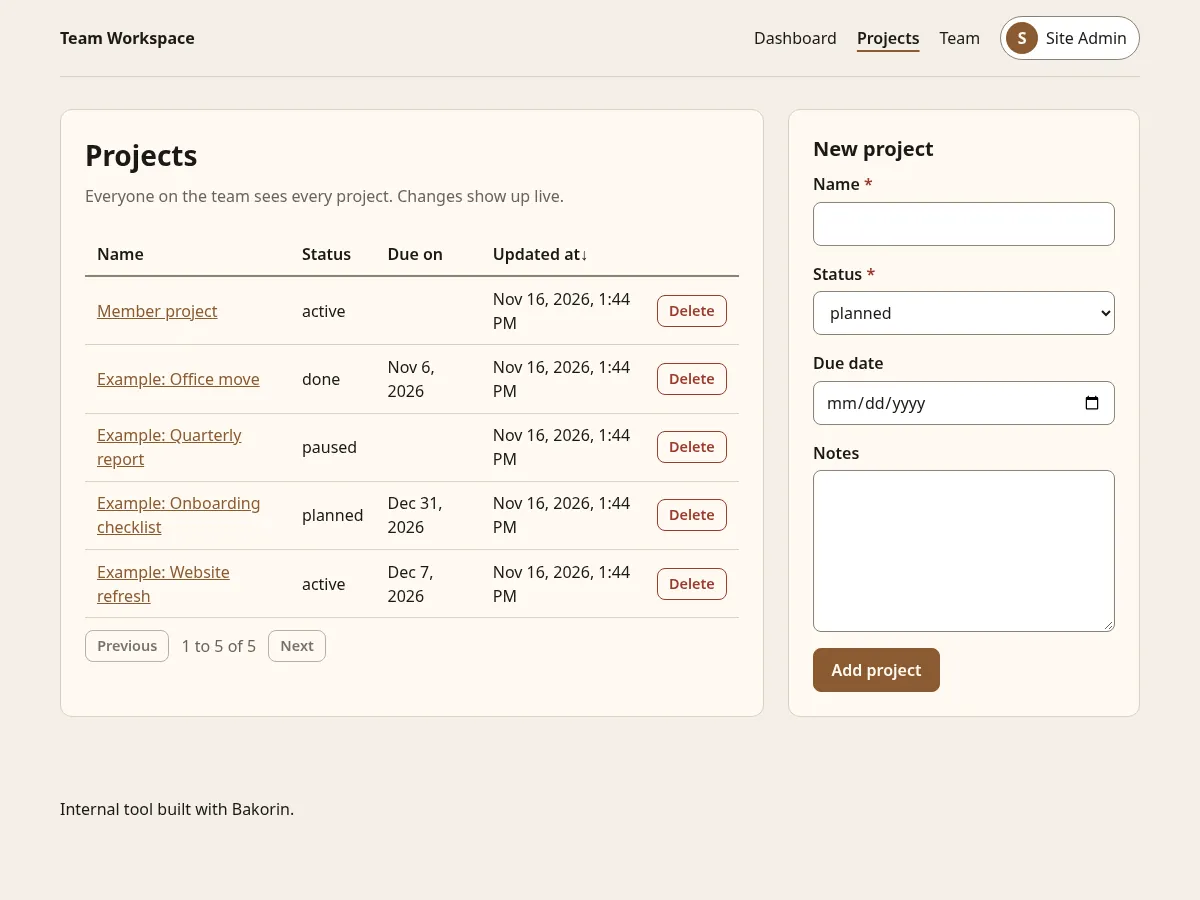 Team Workspace
Dashboard Projects Team S Site Admin
Projects
Everyone on the team sees every project. Changes show up live.
Name Status Due on Updated at↓
Member project active Nov 16, 2026, 1:44 PM Delete
Example: Office move done Nov 6, 2026 Nov 16, 2026, 1:44 PM Delete
Example: Quarterly report paused Nov 16, 2026, 1:44 PM Delete
Example: Onboarding checklist planned Dec 31, 2026 Nov 16, 2026, 1:44 PM Delete
Example: Website refresh active Dec 7, 2026 Nov 16, 2026, 1:44 PM Delete
Previous 1 to 5 of 5 Next
New project
Name *
Status *
planned
Due date
mm/dd/yyyy
Notes
Add project
Internal tool built with Bakorin.